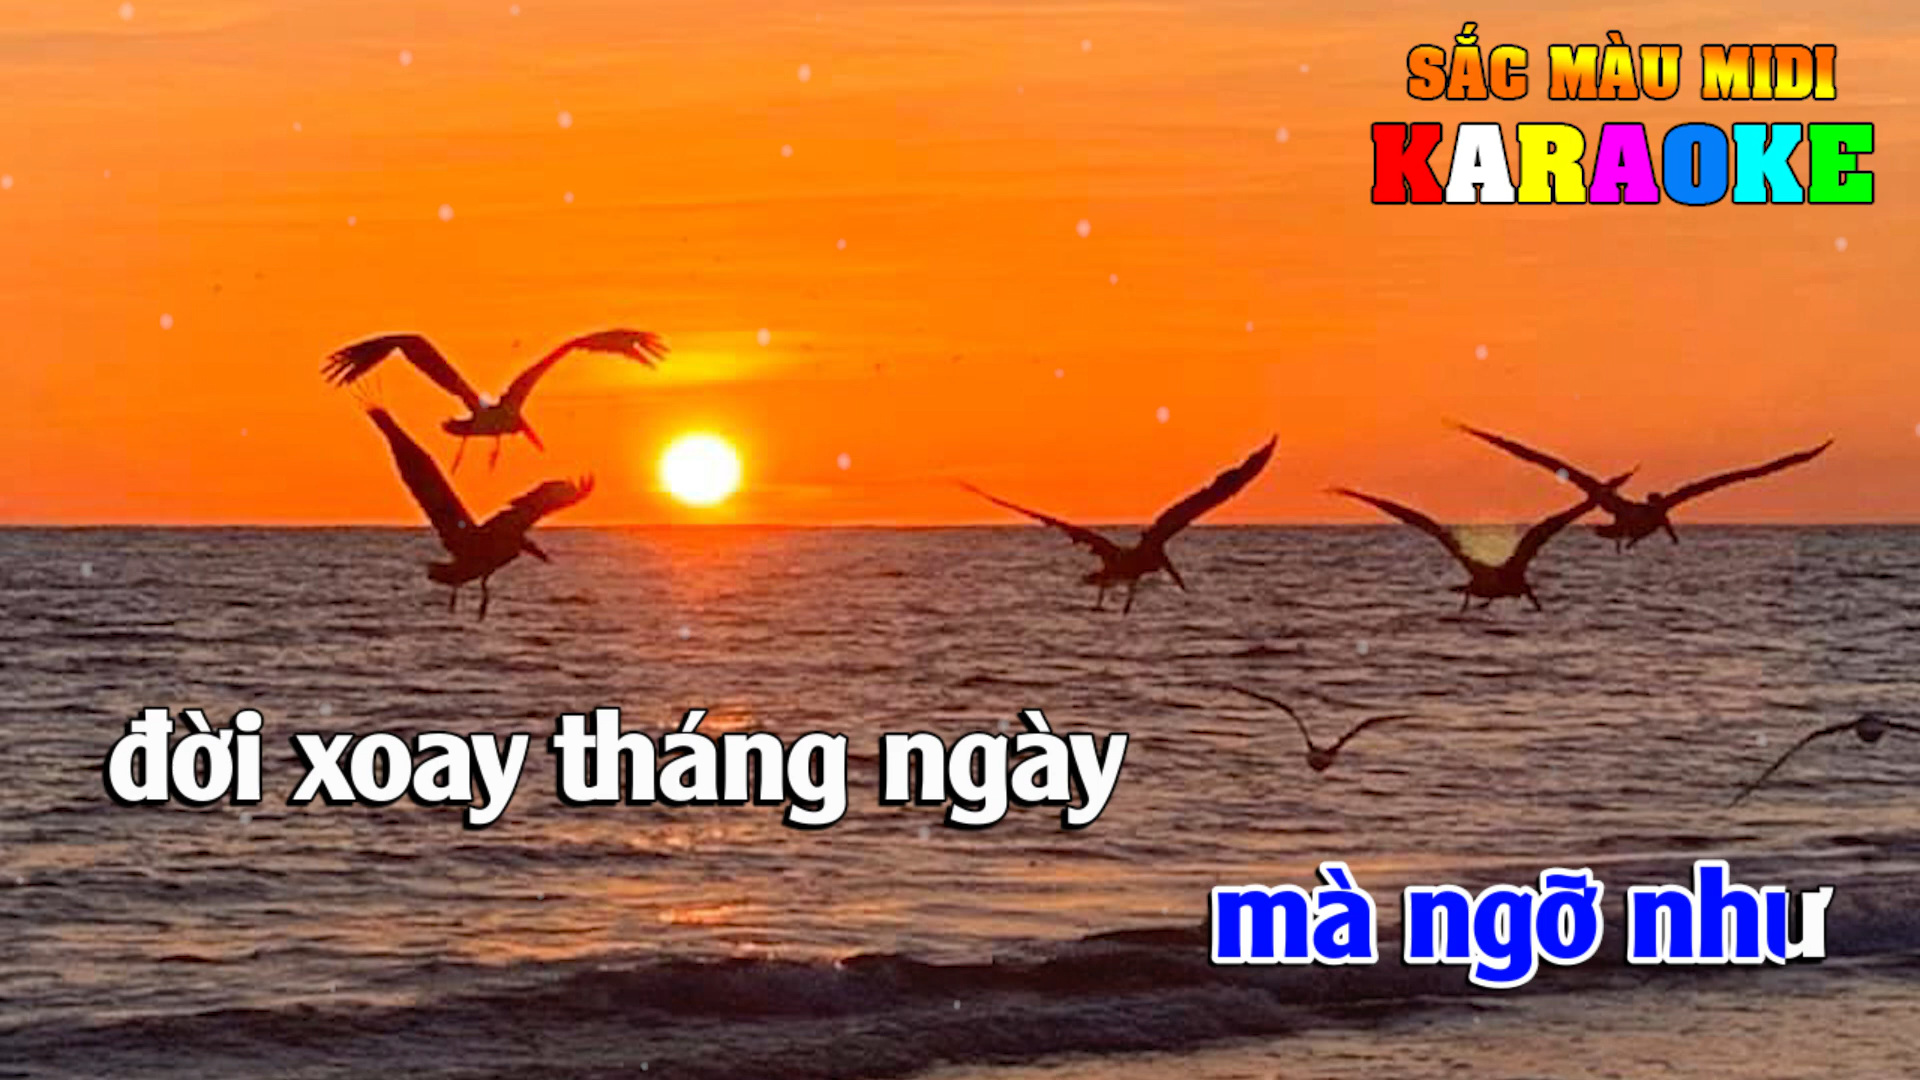 SẮC MÀU MIDI
KARAOKE
đời xoay tháng ngày
mà ngỡ như